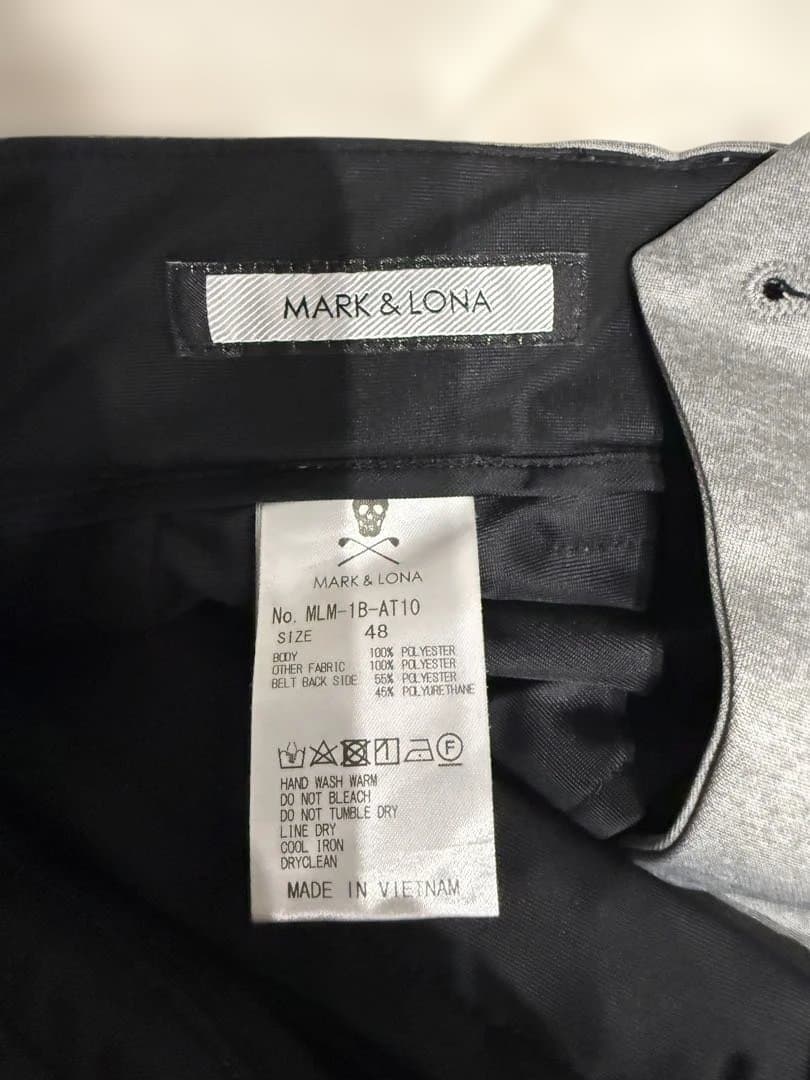 MARK & LONA
MARK & LONA
No. MLM-1B-AT10
SIZE 48
BODY 100% POLYESTER
OTHER FABRIC 100% POLYESTER
BELT BACK SIDE 55% POLYESTER
45% POLYURETHANE
F
HAND WASH WARM
DO NOT BLEACH
DO NOT TUMBLE DRY
LINE DRY
COOL IRON
DRYCLEAN
MADE IN VIETNAM